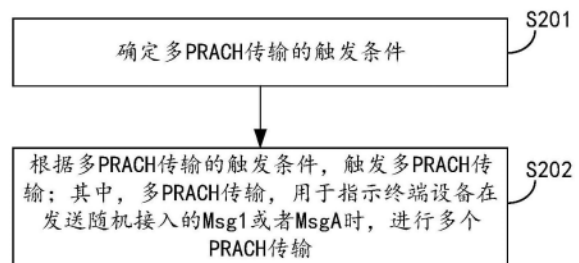 S201
确定多PRACH传输的触发条件
根据多PRACH传输的触发条件，触发多PRACH传
输；其中，多PRACH传输，用于指示终端设备在
发送随机接入的Msg1或者MsgA时，进行多个
PRACH传输
S202